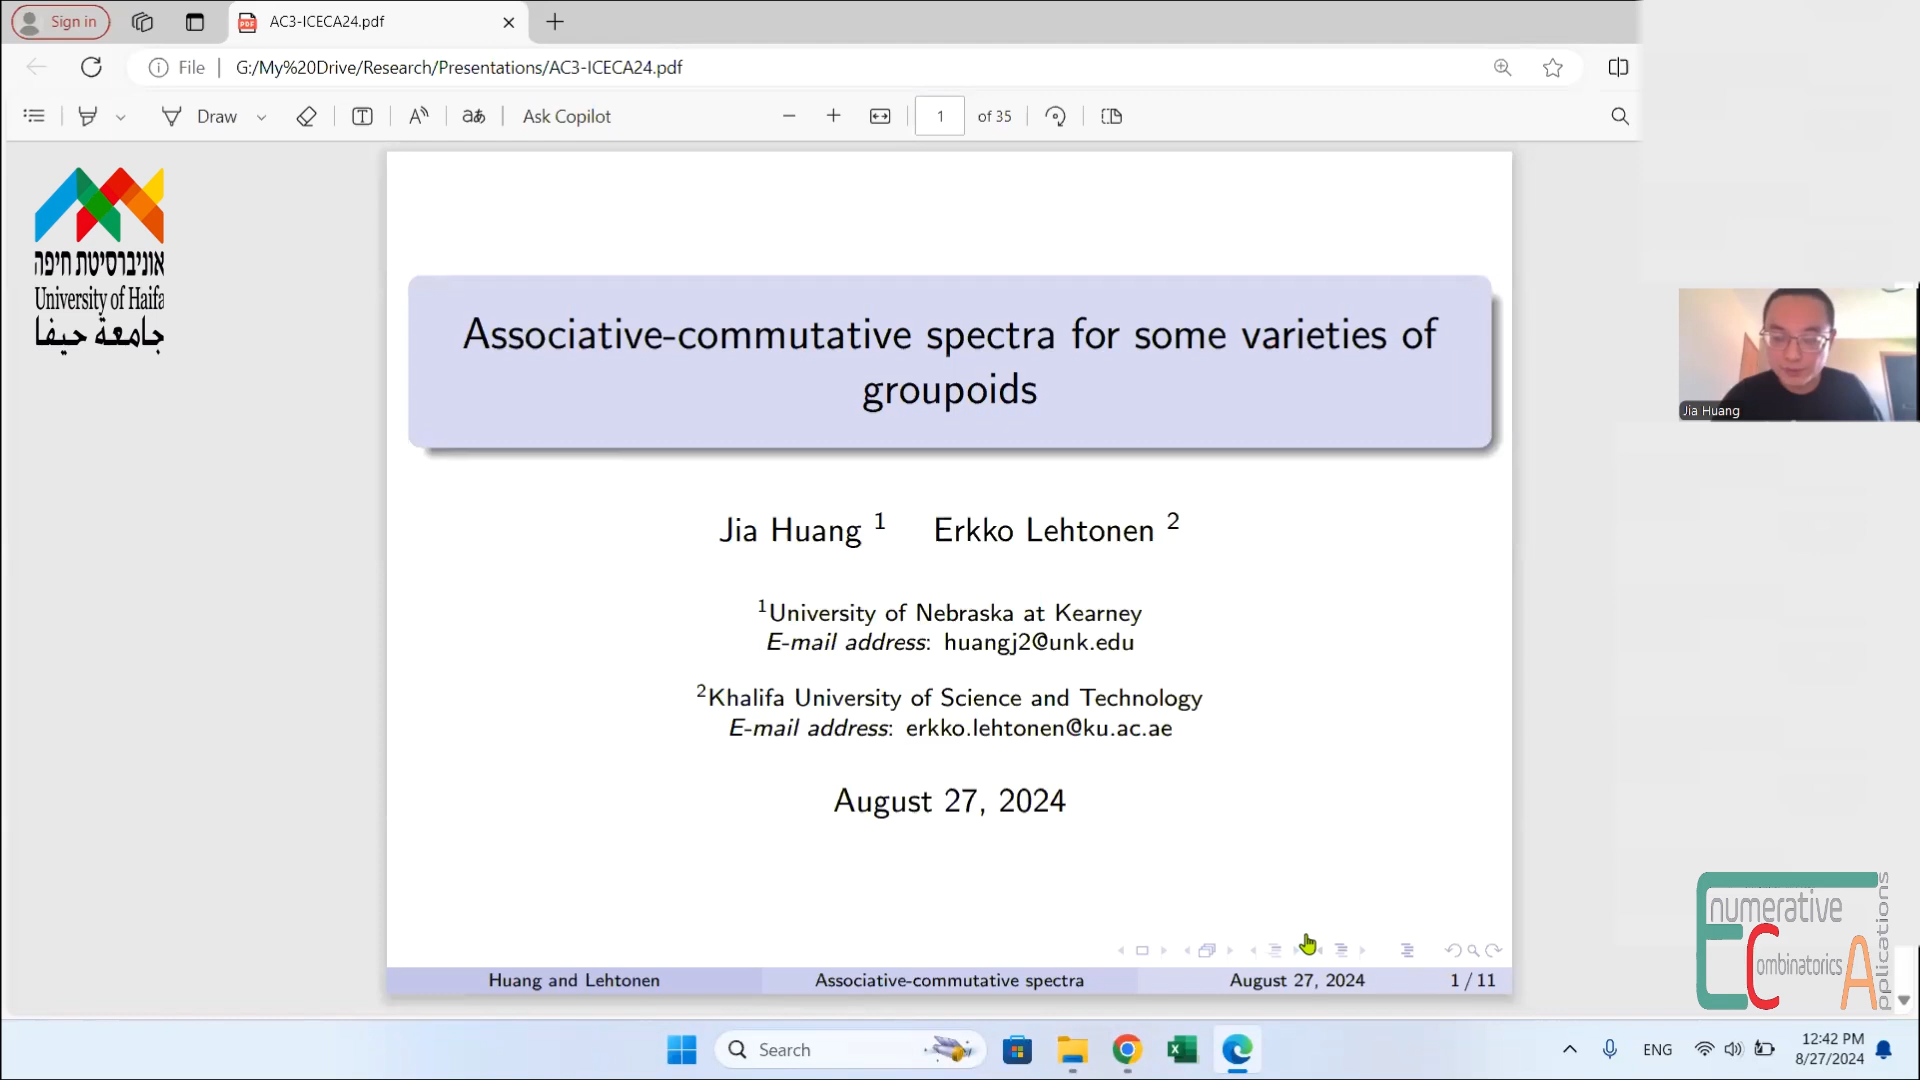 Sign in
AC3-ICECA24.pdf
File
G:/My%20Drive/Research/Presentations/AC3-ICECA24.pdf
Draw
Ask Copilot
1
of 35
אוניברסיטת חיפה
University of Haifa
جامعة حيفا
Associative-commutative spectra for some varieties of
groupoids
Jia Huang 1 Erkko Lehtonen 2
1University of Nebraska at Kearney
E-mail address: huangj2@unk.edu
2Khalifa University of Science and Technology
E-mail address: erkko.lehtonen@ku.ac.ae
August 27, 2024
Huang and Lehtonen
Associative-commutative spectra
August 27, 2024
1 / 11
Jia Huang
Enumerative
Combinatorics
Applications
Search
ENG
12:42 PM
8/27/2024